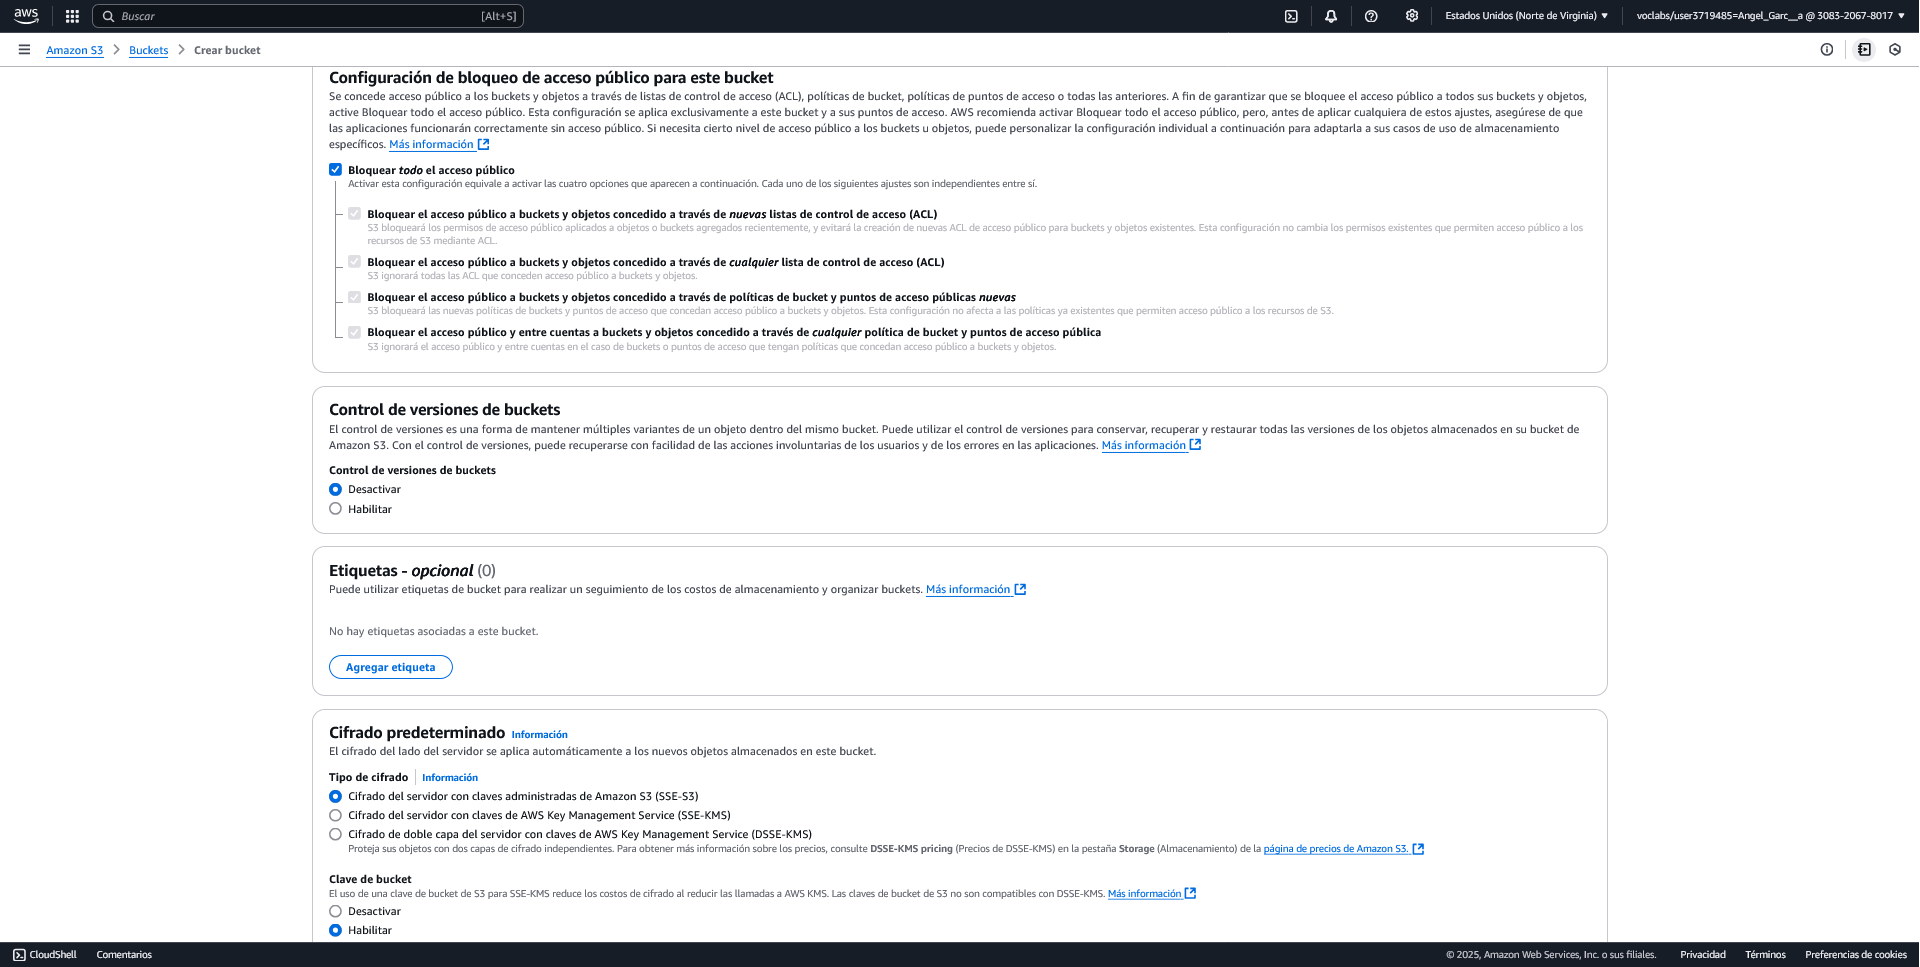 aws
Buscar
[Alt+S]
Estados Unidos (Norte de Virginia) ▼
voclabs/user3719485=Angel_Garc__a @ 3083-2067-8017 ▼
Amazon S3 > Buckets > Crear bucket
Configuración de bloqueo de acceso público para este bucket
Se concede acceso público a los buckets y objetos a través de listas de control de acceso (ACL), políticas de bucket, políticas de puntos de acceso o todas las anteriores. A fin de garantizar que se bloquee el acceso público a todos sus buckets y objetos,
active Bloquear todo el acceso público. Esta configuración se aplica exclusivamente a este bucket y a sus puntos de acceso. AWS recomienda activar Bloquear todo el acceso público, pero, antes de aplicar cualquiera de estos ajustes, asegúrese de que
las aplicaciones funcionarán correctamente sin acceso público. Si necesita cierto nivel de acceso público a los buckets u objetos, puede personalizar la configuración individual a continuación para adaptarla a sus casos de uso de almacenamiento
específicos. Más información
Bloquear todo el acceso público
Activar esta configuración equivale a activar las cuatro opciones que aparecen a continuación. Cada uno de los siguientes ajustes son independientes entre sí.
Bloquear el acceso público a buckets y objetos concedido a través de nuevas listas de control de acceso (ACL)
S3 bloqueará los permisos de acceso público aplicados a objetos o buckets agregados recientemente, y evitará la creación de nuevas ACL de acceso público para buckets y objetos existentes. Esta configuración no cambia los permisos existentes que permiten acceso público a los
recursos de S3 mediante ACL.
Bloquear el acceso público a buckets y objetos concedido a través de cualquier lista de control de acceso (ACL)
S3 ignorará todas las ACL que conceden acceso público a buckets y objetos.
Bloquear el acceso público a buckets y objetos concedido a través de políticas de bucket y puntos de acceso públicas nuevas
S3 bloqueará las nuevas políticas de buckets y puntos de acceso que concedan acceso público a buckets y objetos. Esta configuración no afecta a las políticas ya existentes que permiten acceso público a los recursos de S3.
Bloquear el acceso público y entre cuentas a buckets y objetos concedido a través de cualquier política de bucket y puntos de acceso pública
S3 ignorará el acceso público y entre cuentas en el caso de buckets o puntos de acceso que tengan políticas que concedan acceso público a buckets y objetos.
Control de versiones de buckets
El control de versiones es una forma de mantener múltiples variantes de un objeto dentro del mismo bucket. Puede utilizar el control de versiones para conservar, recuperar y restaurar todas las versiones de los objetos almacenados en su bucket de
Amazon S3. Con el control de versiones, puede recuperarse con facilidad de las acciones involuntarias de los usuarios y de los errores en las aplicaciones. Más información
Control de versiones de buckets
Desactivar
Habilitar
Etiquetas - opcional (0)
Puede utilizar etiquetas de bucket para realizar un seguimiento de los costos de almacenamiento y organizar buckets. Más información
No hay etiquetas asociadas a este bucket.
Agregar etiqueta
Cifrado predeterminado Información
El cifrado del lado del servidor se aplica automáticamente a los nuevos objetos almacenados en este bucket.
Tipo de cifrado | Información
Cifrado del servidor con claves administradas de Amazon S3 (SSE-S3)
Cifrado del servidor con claves de AWS Key Management Service (SSE-KMS)
Cifrado de doble capa del servidor con claves de AWS Key Management Service (DSSE-KMS)
Proteja sus objetos con dos capas de cifrado independientes. Para obtener más información sobre los precios, consulte DSSE-KMS pricing (Precios de DSSE-KMS) en la pestaña Storage (Almacenamiento) de la página de precios de Amazon S3.
Clave de bucket
El uso de una clave de bucket de S3 para SSE-KMS reduce los costos de cifrado al reducir las llamadas a AWS KMS. Las claves de bucket de S3 no son compatibles con DSSE-KMS. Más información
Desactivar
Habilitar
CloudShell
Comentarios
© 2025, Amazon Web Services, Inc. o sus filiales.
Privacidad
Términos
Preferencias de cookies